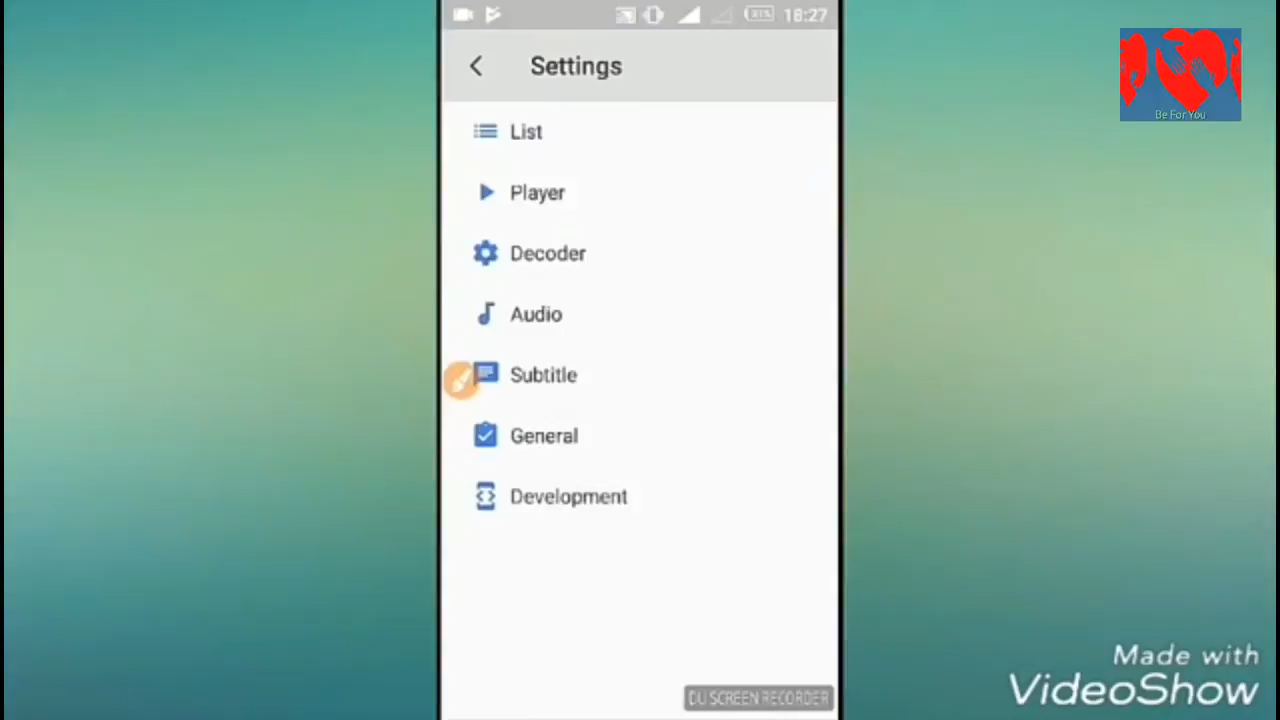 31% 18:27
Settings
List
Player
Decoder
Audio
Subtitle
General
Development
Be For You
DU SCREEN RECORDER
Made with
VideoShow